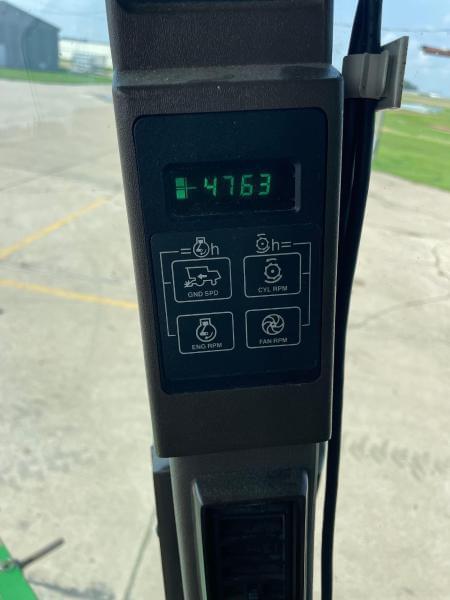 4763
=h h=
GND SPD CYL RPM
ENG RPM FAN RPM